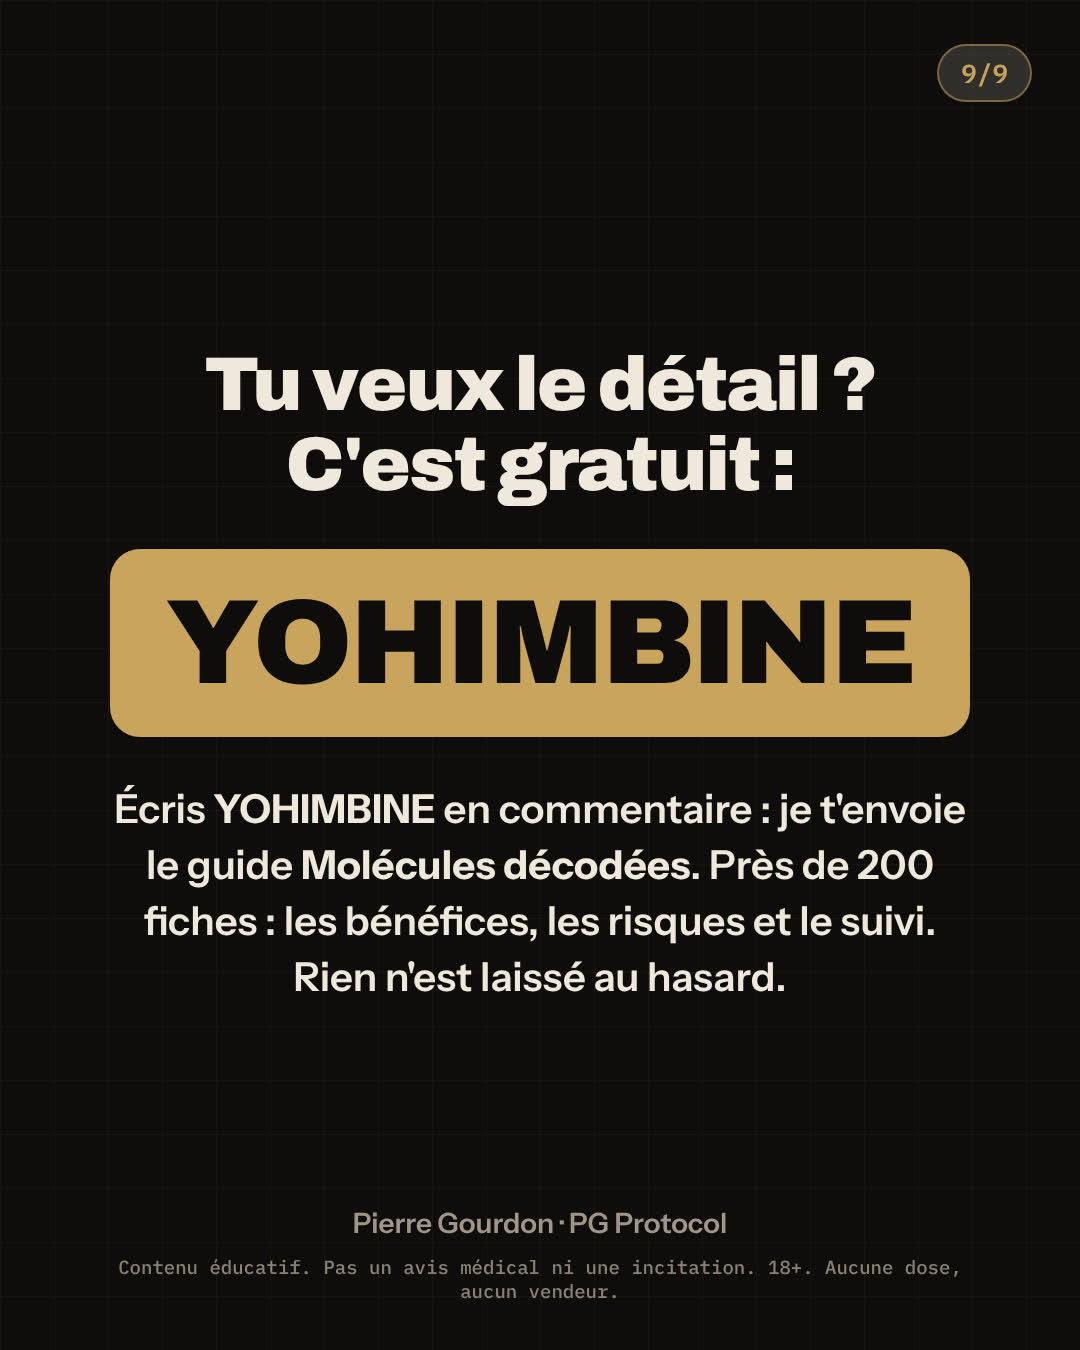 9/9
Tu veux le détail ?
C'est gratuit :
YOHIMBINE
Écris YOHIMBINE en commentaire : je t'envoie
le guide Molécules décodées. Près de 200
fiches : les bénéfices, les risques et le suivi.
Rien n'est laissé au hasard.
Pierre Gourdon · PG Protocol
Contenu éducatif. Pas un avis médical ni une incitation. 18+. Aucune dose,
aucun vendeur.